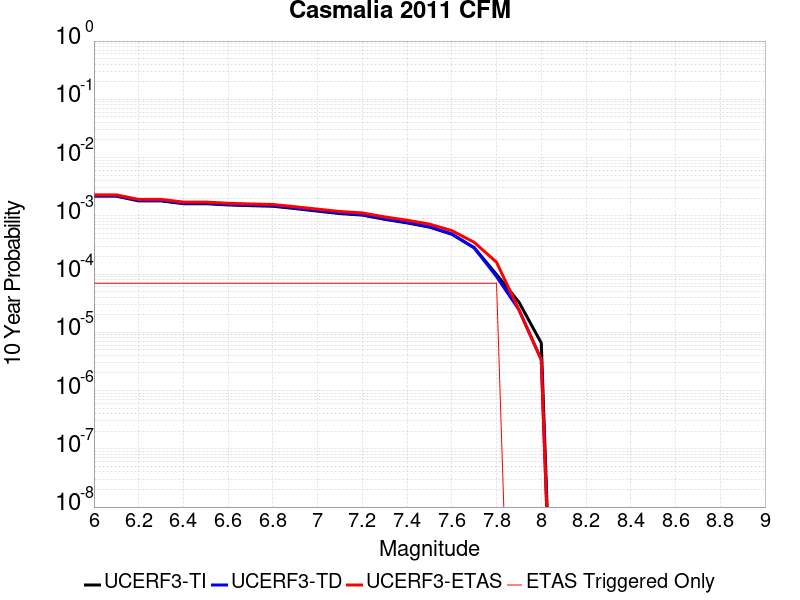 Casmalia 2011 CFM
10 0
10 -1
10 -2
10 -3
10 -4
10 -5
10 -6
10 -7
10 -8
10 Year Probability
6 6.2 6.4 6.6 6.8 7 7.2 7.4 7.6 7.8 8 8.2 8.4 8.6 8.8 9
Magnitude
UCERF3-TI UCERF3-TD UCERF3-ETAS ETAS Triggered Only